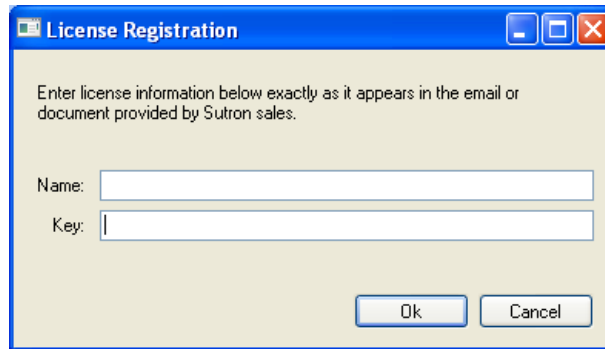 License Registration
Enter license information below exactly as it appears in the email or
document provided by Sutron sales.
Name:
Key:
Ok Cancel